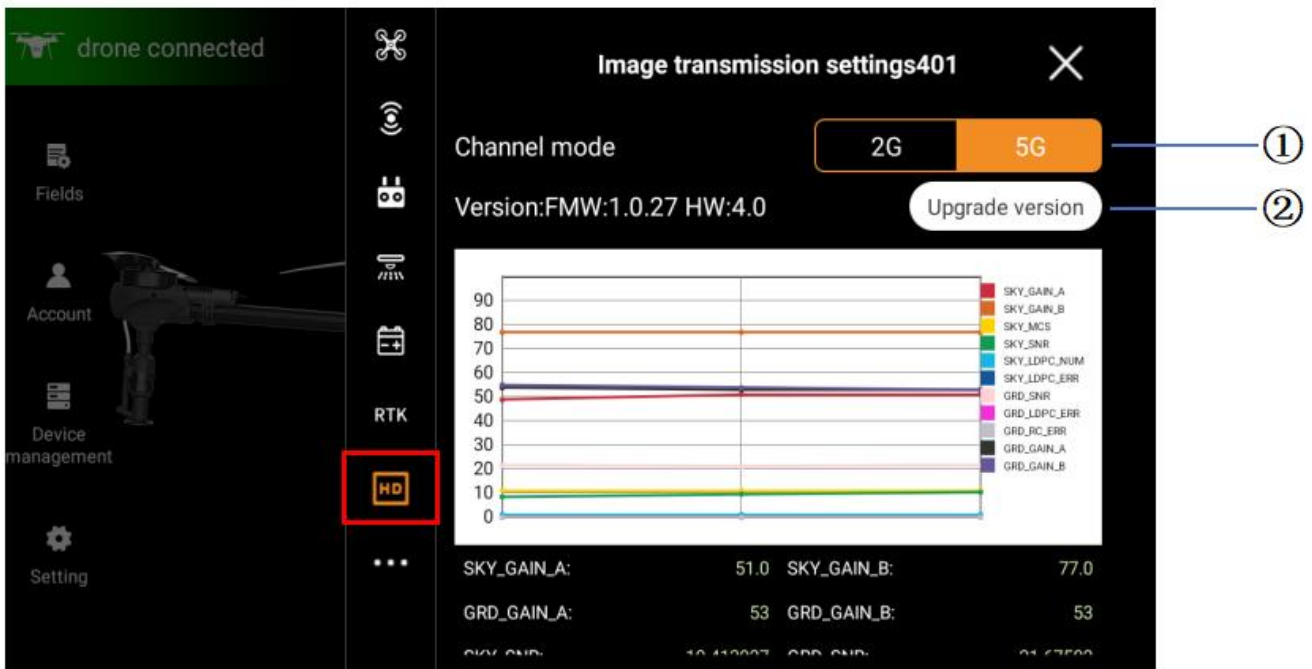 drone connected
Image transmission settings401
Channel mode
2G
5G
①
Fields
Version:FMW:1.0.27 HW:4.0
Upgrade version
②
Account
Device
management
Setting
RTK
HD
90
80
70
60
50
40
30
20
10
0
SKY_GAIN_A
SKY_GAIN_B
SKY_MCS
SKY_SNR
SKY_LDPC_NUM
SKY_LDPC_ERR
GRD_SNR
GRD_LDPC_ERR
GRD_RC_ERR
GRD_GAIN_A
GRD_GAIN_B
SKY_GAIN_A: 51.0 SKY_GAIN_B: 77.0
GRD_GAIN_A: 53 GRD_GAIN_B: 53
SKY_SNR: GRD_SNR: